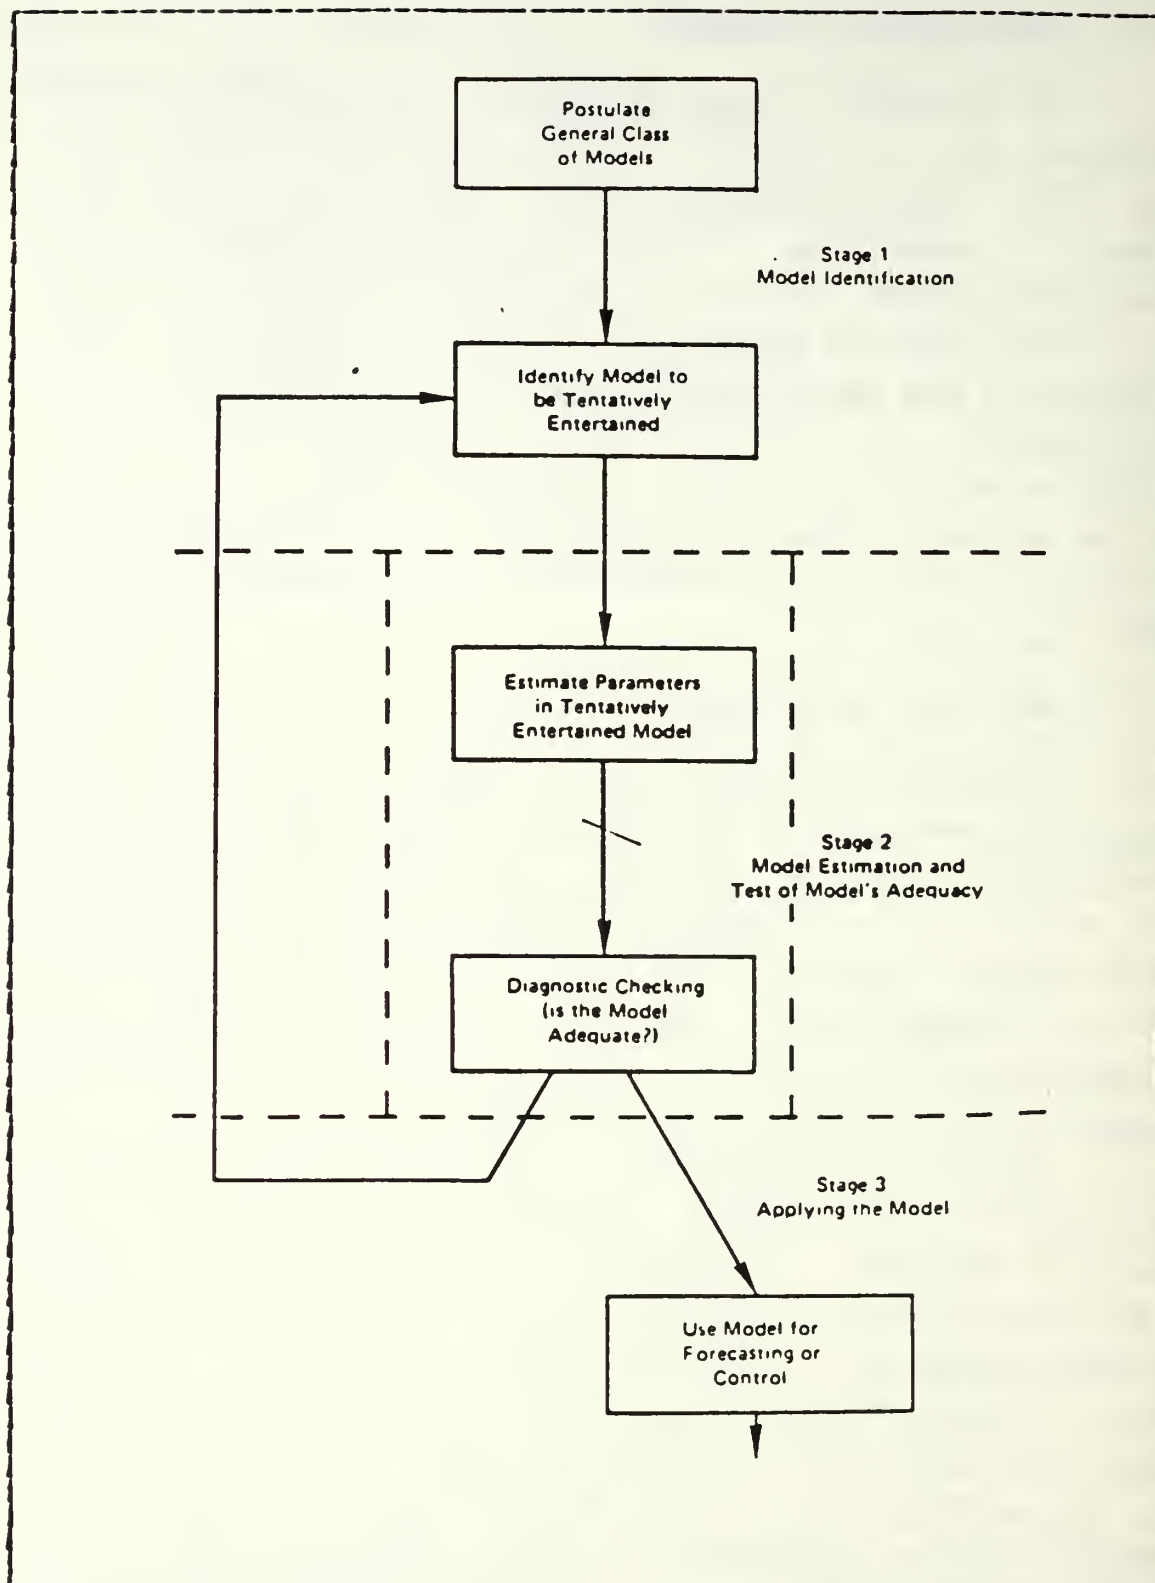 Postulate
General Class
of Models
Stage 1
Model Identification
Identify Model to
be Tentatively
Entertained
Estimate Parameters
in Tentatively
Entertained Model
Stage 2
Model Estimation and
Test of Model's Adequacy
Diagnostic Checking
(is the Model
Adequate?)
Stage 3
Applying the Model
Use Model for
Forecasting or
Control